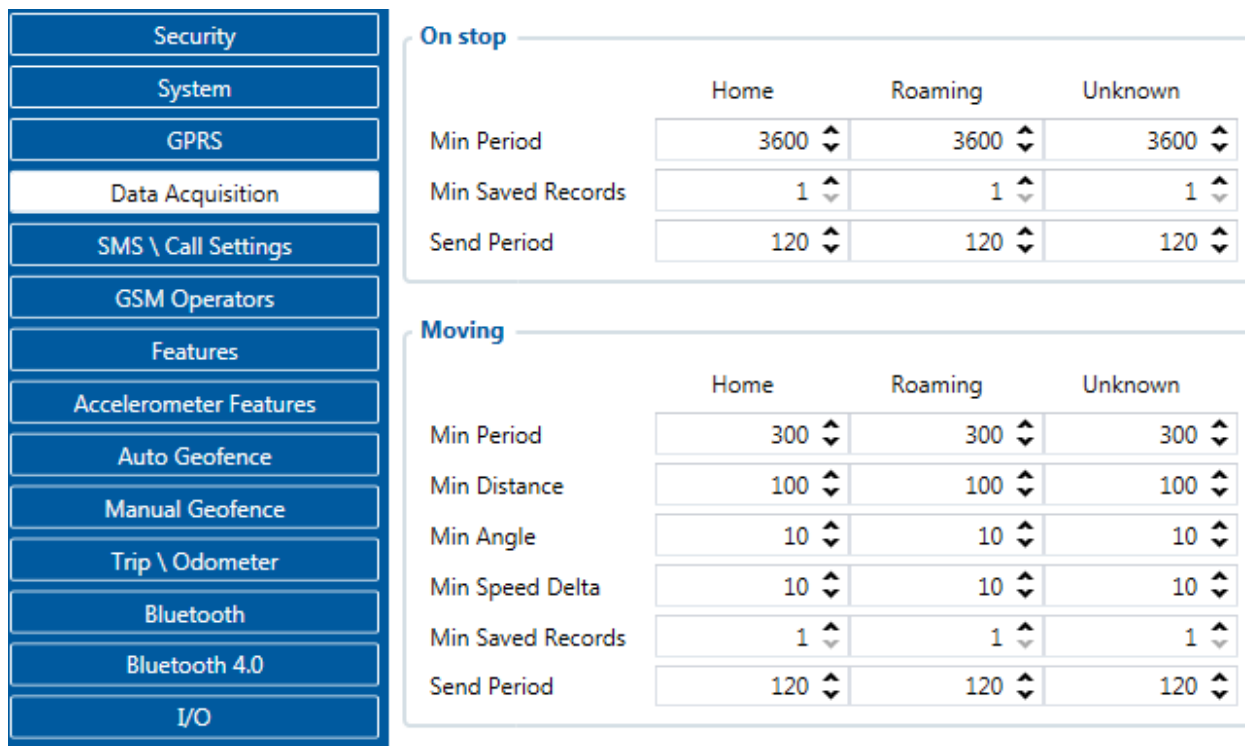 Security
System
GPRS
Data Acquisition
SMS \ Call Settings
GSM Operators
Features
Accelerometer Features
Auto Geofence
Manual Geofence
Trip \ Odometer
Bluetooth
Bluetooth 4.0
I/O
On stop
Home Roaming Unknown
Min Period 3600 3600 3600
Min Saved Records 1 1 1
Send Period 120 120 120
Moving
Home Roaming Unknown
Min Period 300 300 300
Min Distance 100 100 100
Min Angle 10 10 10
Min Speed Delta 10 10 10
Min Saved Records 1 1 1
Send Period 120 120 120